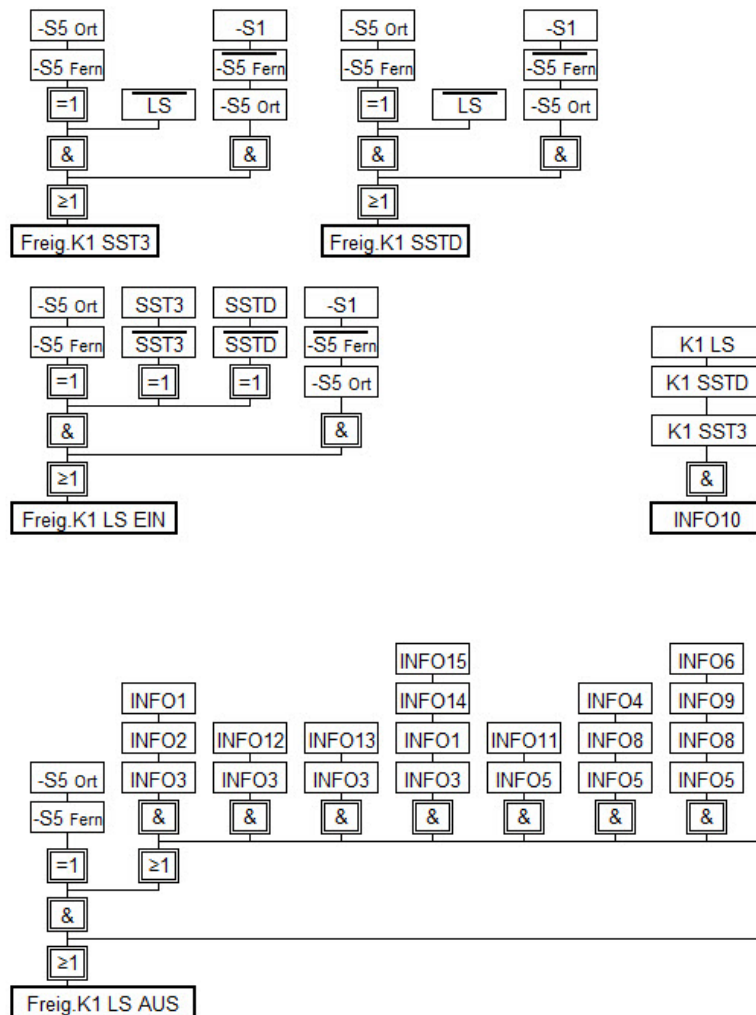 -S5 Ort -S1 -S5 Ort -S1
-S5 Fern -S5 Fern -S5 Fern -S5 Fern
=1 LS -S5 Ort =1 LS -S5 Ort
& & & &
≥1 ≥1
Freig.K1 SST3 Freig.K1 SSTD
-S5 Ort SST3 SSTD -S1
-S5 Fern SST3 SSTD -S5 Fern K1 LS
=1 =1 =1 -S5 Ort K1 SSTD
& & K1 SST3
≥1 &
Freig.K1 LS EIN INFO10
INFO15 INFO6
INFO1 INFO14 INFO4 INFO9
INFO2 INFO12 INFO13 INFO1 INFO11 INFO8 INFO8
-S5 Ort INFO3 INFO3 INFO3 INFO3 INFO5 INFO5 INFO5
-S5 Fern & & & & & & &
=1 ≥1
&
≥1
Freig.K1 LS AUS